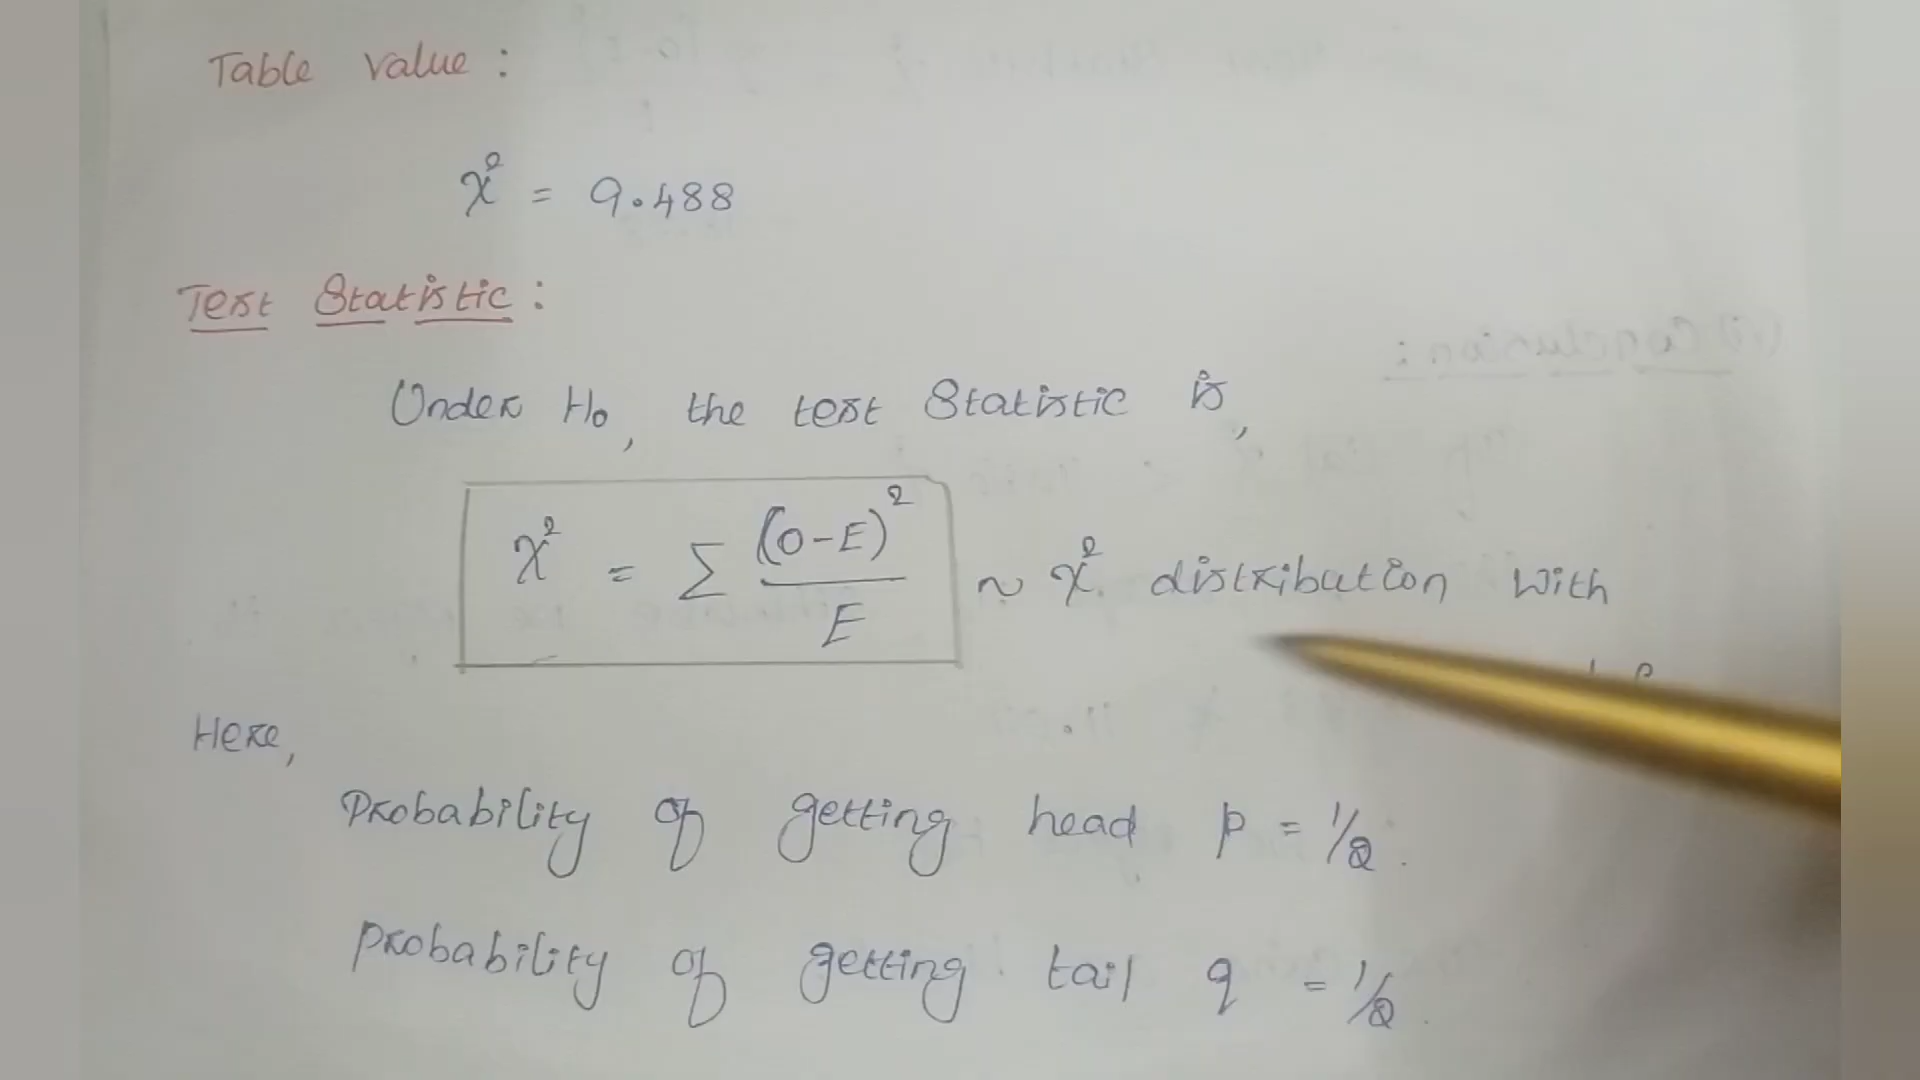 Table value :
χ² = 9.488
Test Statistic :
Under H₀, the test Statistic is,
χ² = Σ (O-E)² / E ~ χ² distribution with
Here,
Probability of getting head p = 1/2.
Probability of getting tail q = 1/2.